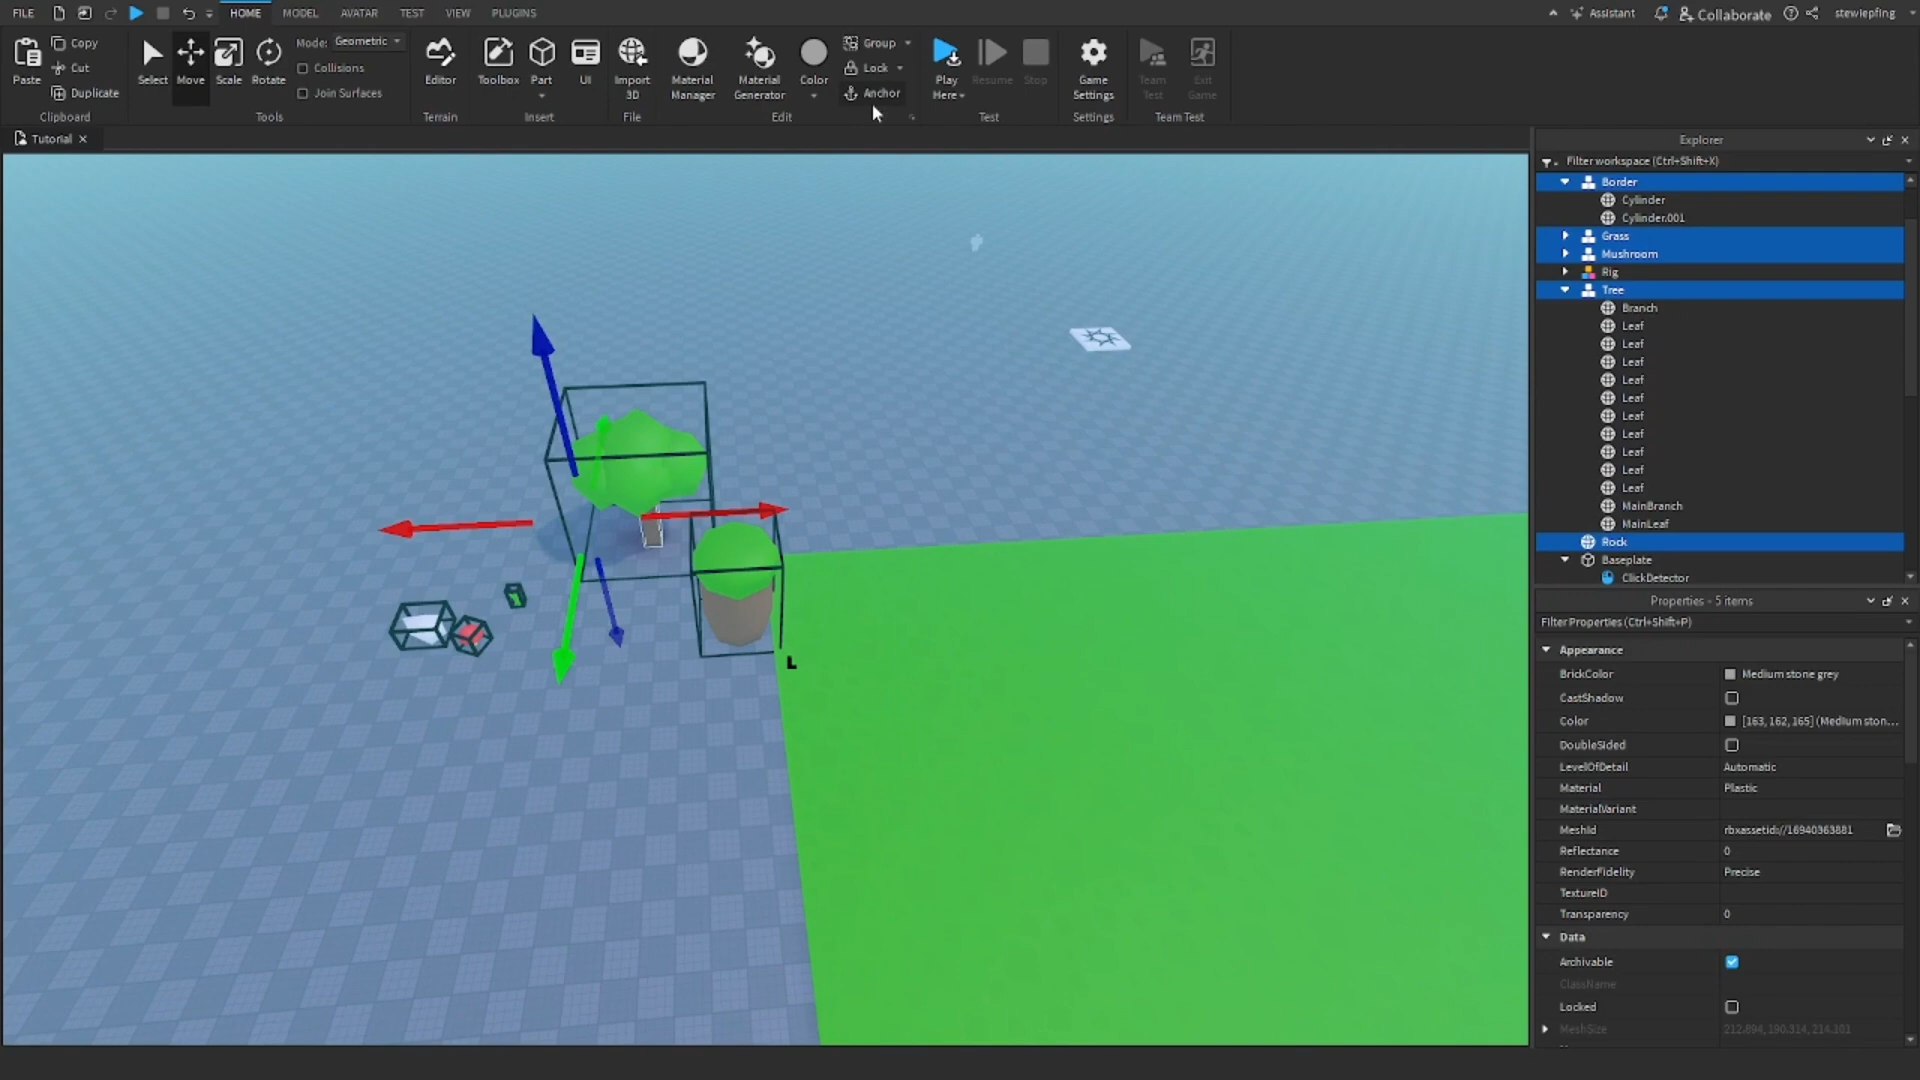 FILE
HOME
MODEL
AVATAR
TEST
VIEW
PLUGINS
Assistant
Collaborate
stewiepfing
Paste
Copy
Cut
Duplicate
Clipboard
Select
Move
Scale
Rotate
Mode: Geometric
Collisions
Join Surfaces
Tools
Editor
Terrain
Toolbox
Part
UI
Insert
Import
3D
File
Material
Manager
Material
Generator
Color
Group
Lock
Anchor
Edit
Play
Here
Resume
Stop
Test
Game
Settings
Settings
Team
Test
Exit
Game
Team Test
Tutorial
L
Explorer
Filter workspace (Ctrl+Shift+X)
Border
Cylinder
Cylinder.001
Grass
Mushroom
Rig
Tree
Branch
Leaf
Leaf
Leaf
Leaf
Leaf
Leaf
Leaf
Leaf
Leaf
Leaf
MainBranch
MainLeaf
Rock
Baseplate
ClickDetector
Properties - 5 items
Filter Properties (Ctrl+Shift+P)
Appearance
BrickColor Medium stone grey
CastShadow
Color [163, 162, 165] (Medium ston...
DoubleSided
LevelOfDetail Automatic
Material Plastic
MaterialVariant
MeshId rbxassetid://16940363881
Reflectance 0
RenderFidelity Precise
TextureID
Transparency 0
Data
Archivable
ClassName
Locked
MeshSize 212.894, 190.314, 214.101